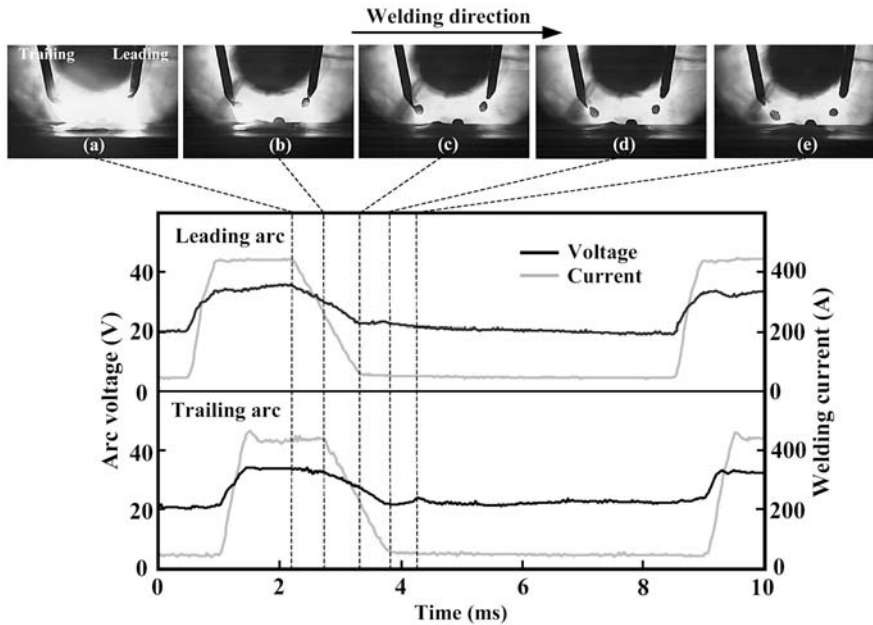 Welding direction
Trailing Leading
(a) (b) (c) (d) (e)
Leading arc
Voltage
Current
Trailing arc
Arc voltage (V)
40
20
0
40
20
0
Welding current (A)
400
200
0
400
200
0
0 2 4 6 8 10
Time (ms)